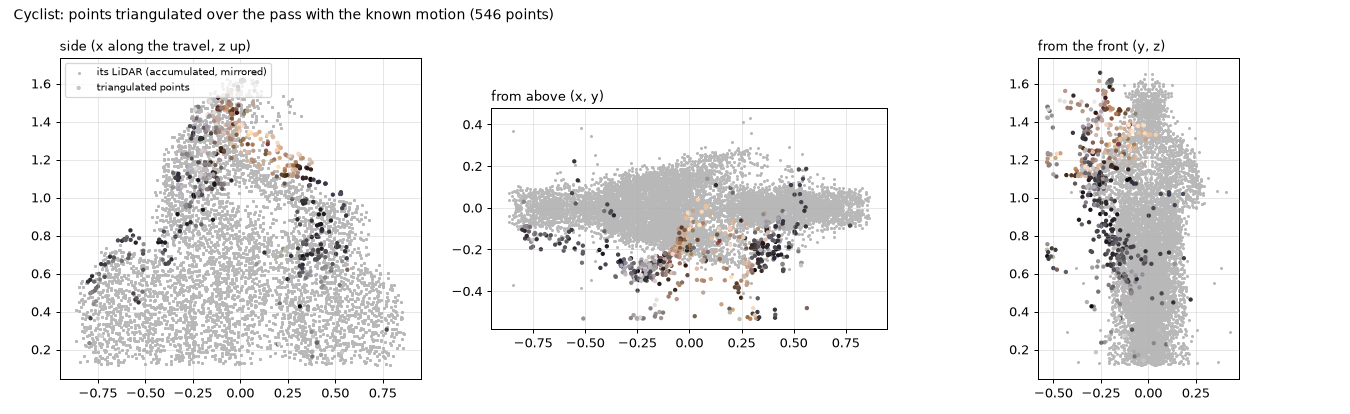 Cyclist: points triangulated over the pass with the known motion (546 points)
side (x along the travel, z up)
its LiDAR (accumulated, mirrored)
triangulated points
1.6
1.4
1.2
1.0
0.8
0.6
0.4
0.2
−0.75 −0.50 −0.25 0.00 0.25 0.50 0.75
from above (x, y)
0.4
0.2
0.0
−0.2
−0.4
−0.75 −0.50 −0.25 0.00 0.25 0.50 0.75
from the front (y, z)
1.6
1.4
1.2
1.0
0.8
0.6
0.4
0.2
−0.50 −0.25 0.00 0.25